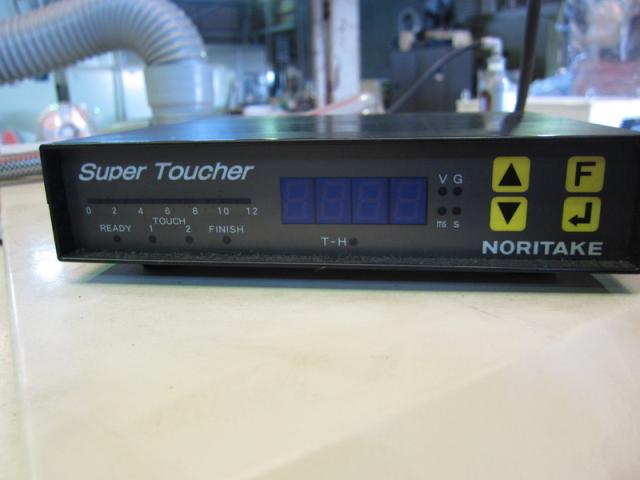 Super Toucher
0 2 4 6 8 10 12
TOUCH
READY 1 2 FINISH
T-H
V G
ms S
F
NORITAKE